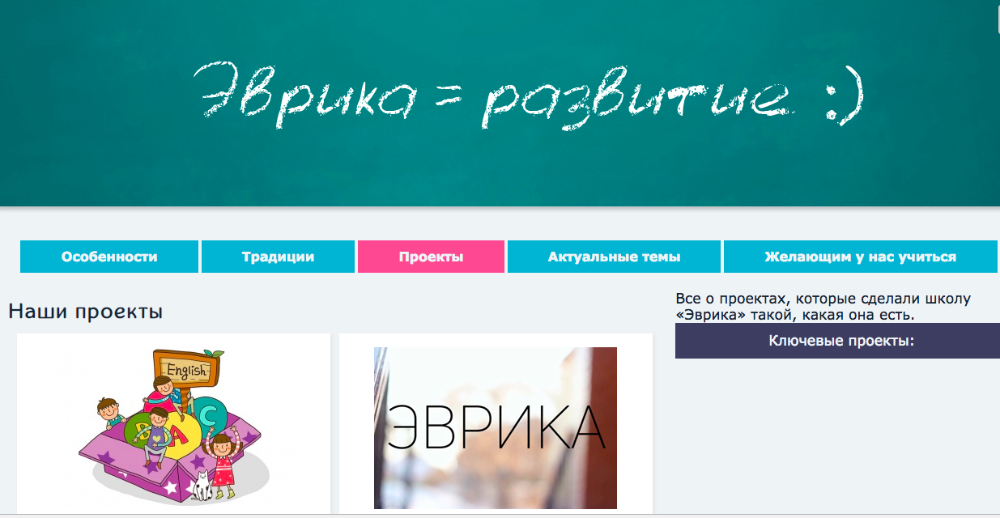 Эврика = развитие :)
Особенности
Традиции
Проекты
Актуальные темы
Желающим у нас учиться
Наши проекты
Все о проектах, которые сделали школу
«Эврика» такой, какая она есть.
Ключевые проекты:
English
B
A
C
ЭВРИКА